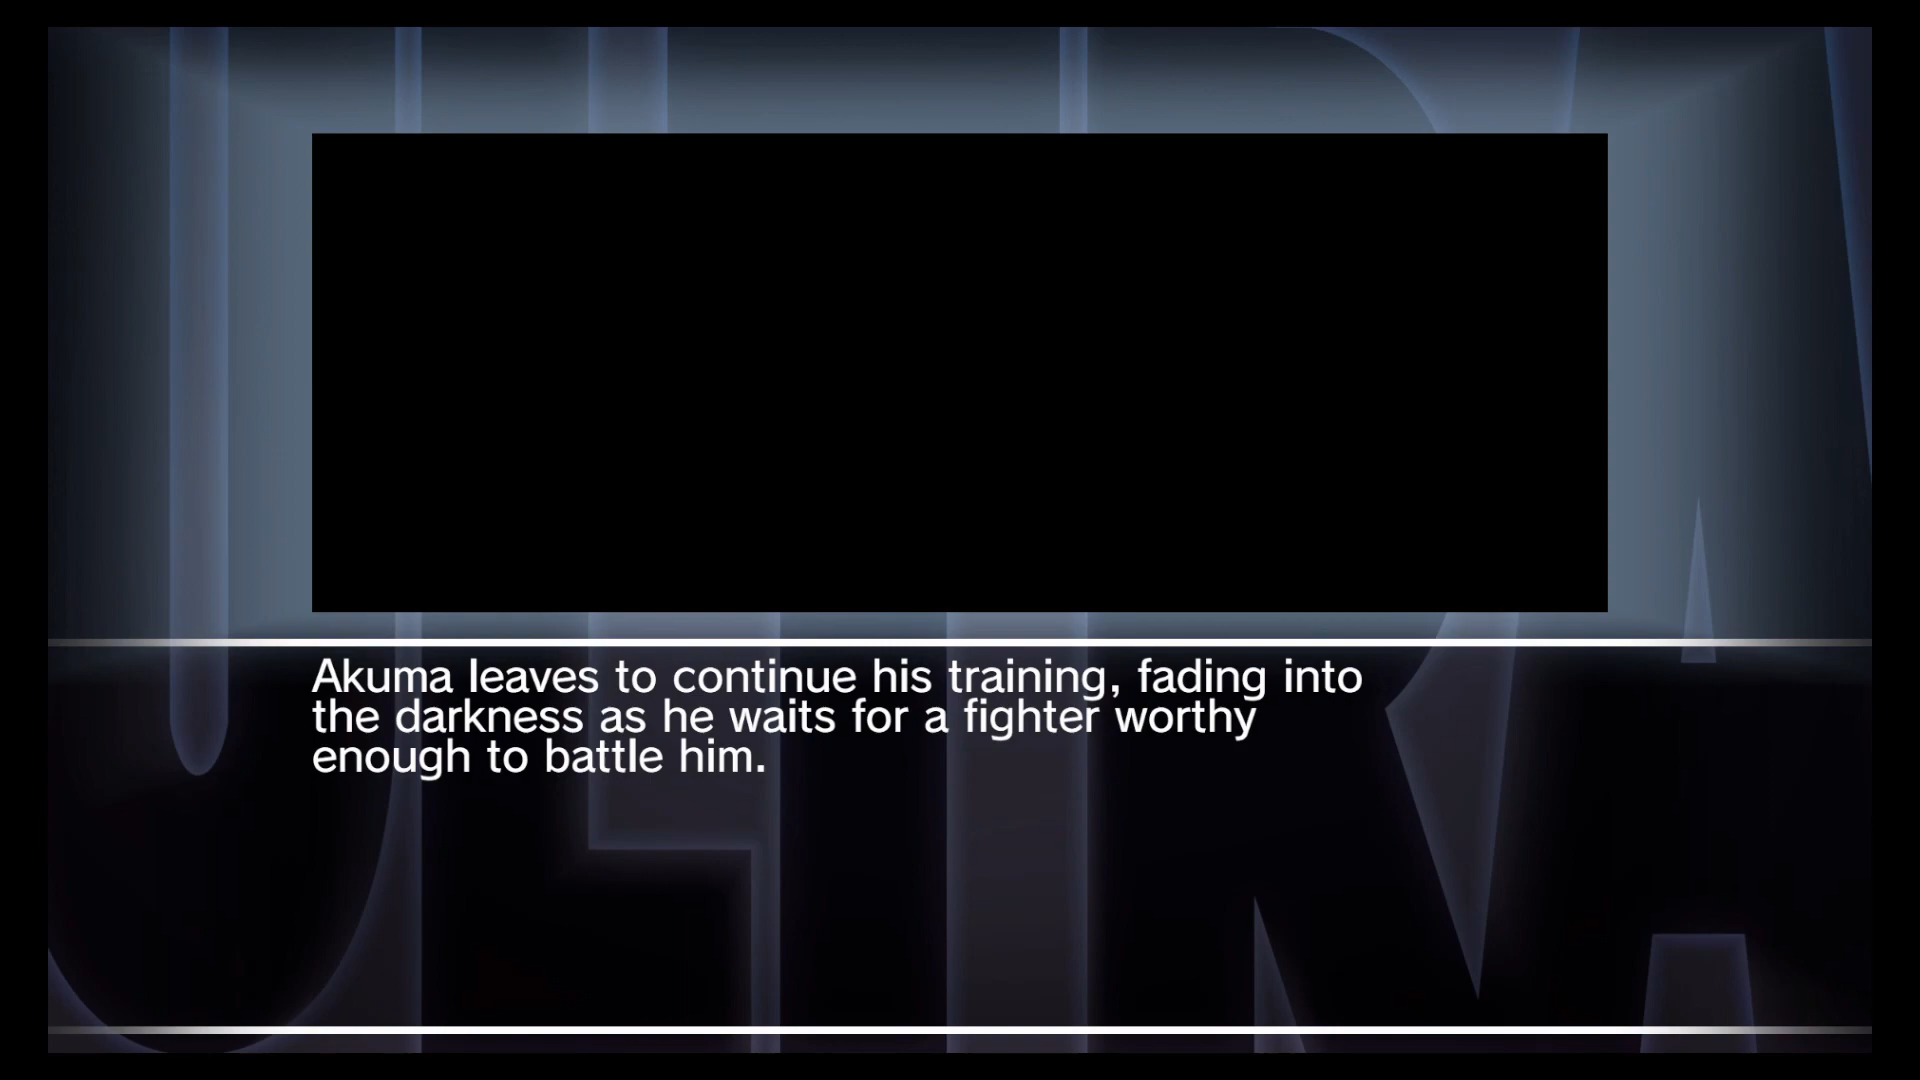 ULTRA
Akuma leaves to continue his training, fading into
the darkness as he waits for a fighter worthy
enough to battle him.